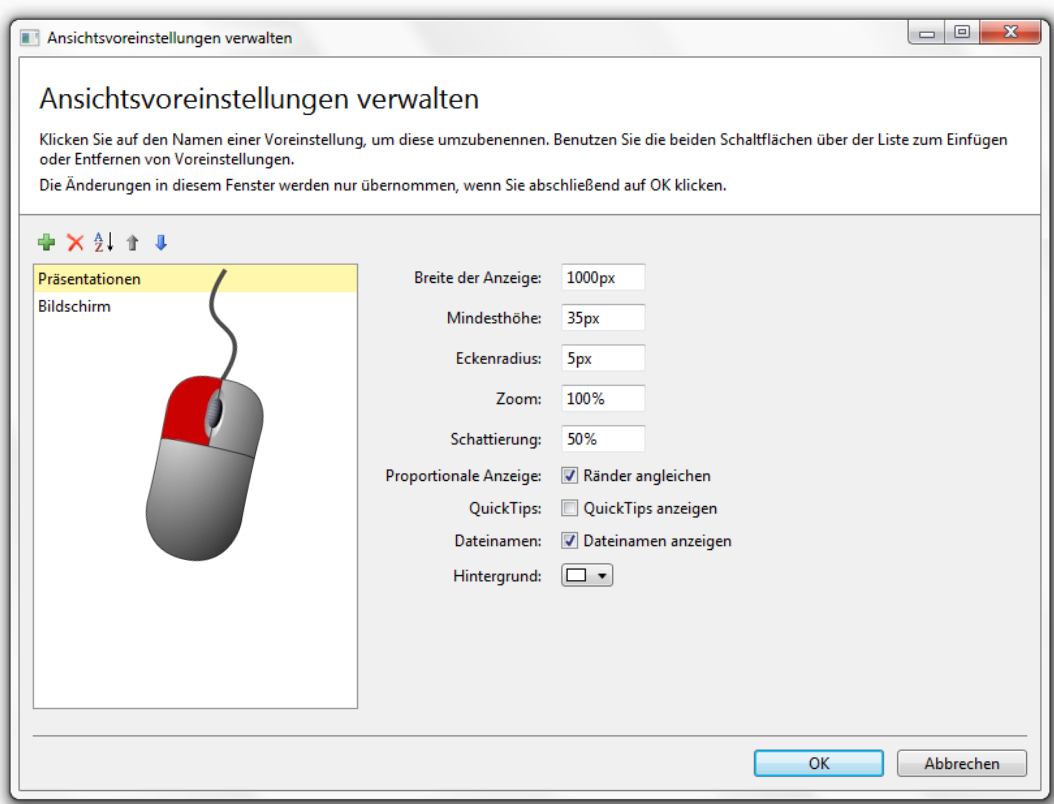 Ansichtsvoreinstellungen verwalten
Ansichtsvoreinstellungen verwalten
Klicken Sie auf den Namen einer Voreinstellung, um diese umzubenennen. Benutzen Sie die beiden Schaltflächen über der Liste zum Einfügen
oder Entfernen von Voreinstellungen.
Die Änderungen in diesem Fenster werden nur übernommen, wenn Sie abschließend auf OK klicken.
Präsentationen
Bildschirm
Breite der Anzeige: 1000px
Mindesthöhe: 35px
Eckenradius: 5px
Zoom: 100%
Schattierung: 50%
Proportionale Anzeige: Ränder angleichen
QuickTips: QuickTips anzeigen
Dateinamen: Dateinamen anzeigen
Hintergrund:
OK Abbrechen